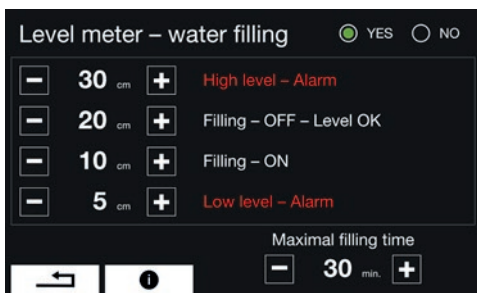 Level meter – water filling YES NO
30 cm High level – Alarm
20 cm Filling – OFF – Level OK
10 cm Filling – ON
5 cm Low level – Alarm
Maximal filling time
30 min.